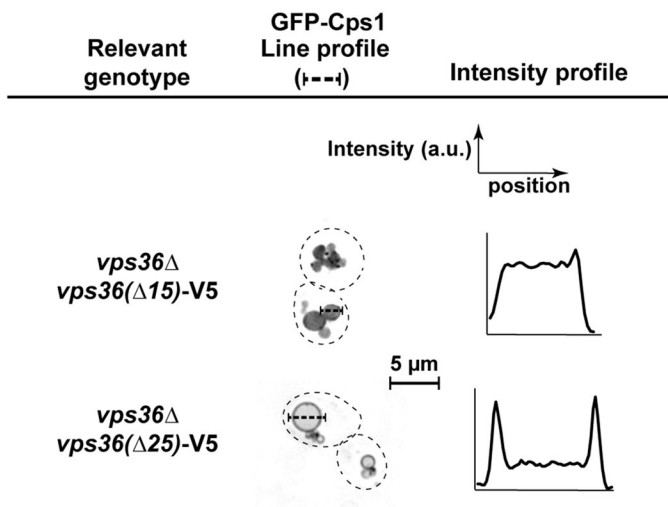 Relevant
genotype
GFP-Cps1
Line profile
(⊢---⊣)
Intensity profile
Intensity (a.u.)
position
vps36Δ
vps36(Δ15)-V5
5 µm
vps36Δ
vps36(Δ25)-V5